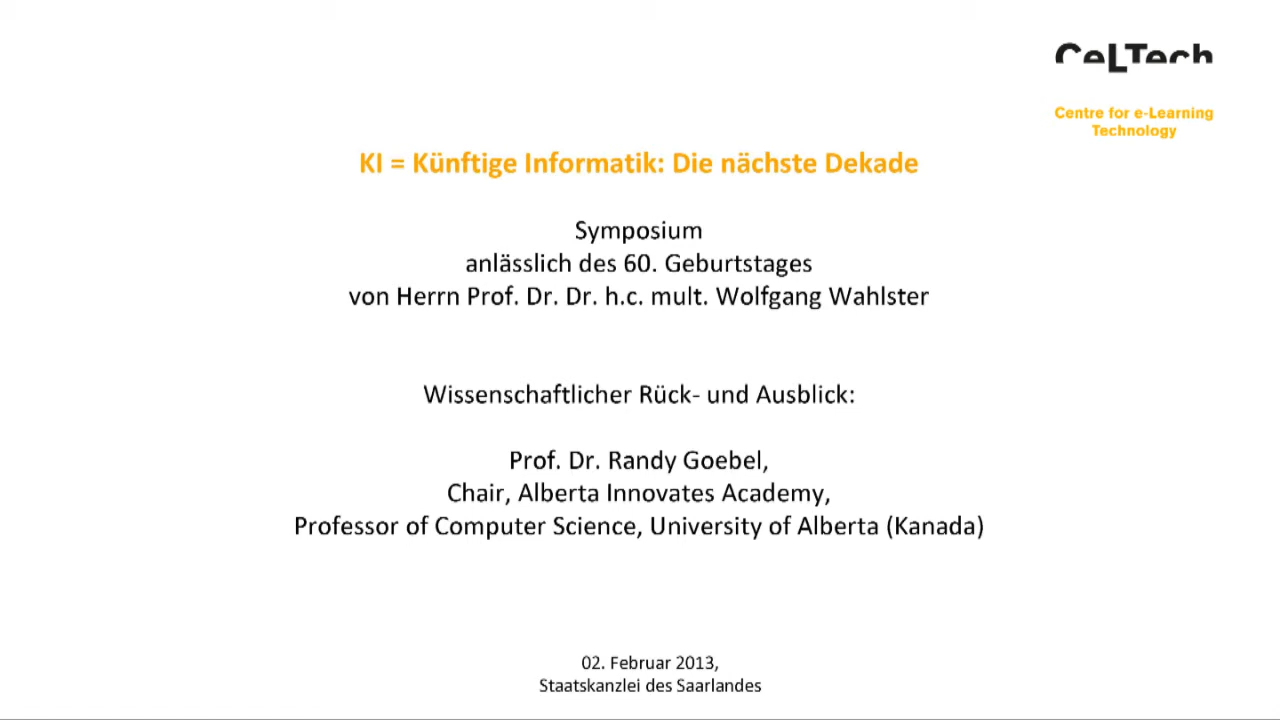 CeLTech
Centre for e-Learning
Technology
KI = Künftige Informatik: Die nächste Dekade
Symposium
anlässlich des 60. Geburtstages
von Herrn Prof. Dr. Dr. h.c. mult. Wolfgang Wahlster
Wissenschaftlicher Rück- und Ausblick:
Prof. Dr. Randy Goebel,
Chair, Alberta Innovates Academy,
Professor of Computer Science, University of Alberta (Kanada)
02. Februar 2013,
Staatskanzlei des Saarlandes